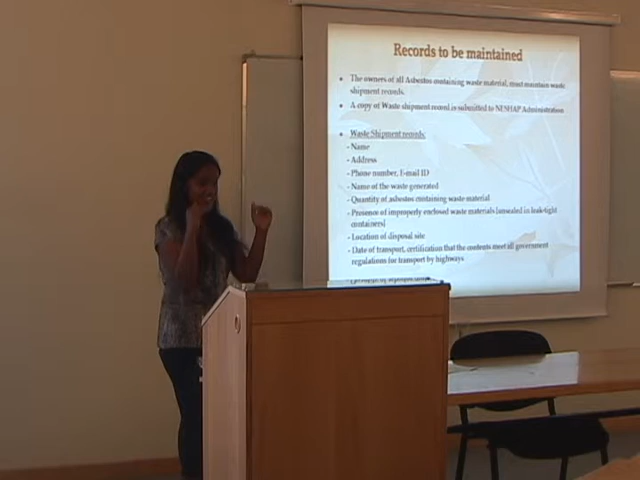 Records to be maintained
• The owners of all Asbestos containing waste material, must maintain waste
shipment records.
• A copy of Waste shipment record is submitted to NESHAP Administration
• Waste Shipment records:
- Name
- Address
- Phone number, E-mail ID
- Name of the waste generated
- Quantity of asbestos containing waste material
- Presence of improperly enclosed waste materials [unsealed in leak-tight
containers]
- Location of disposal site
- Date of transport, certification that the contents meet all government
regulations for transport by highways